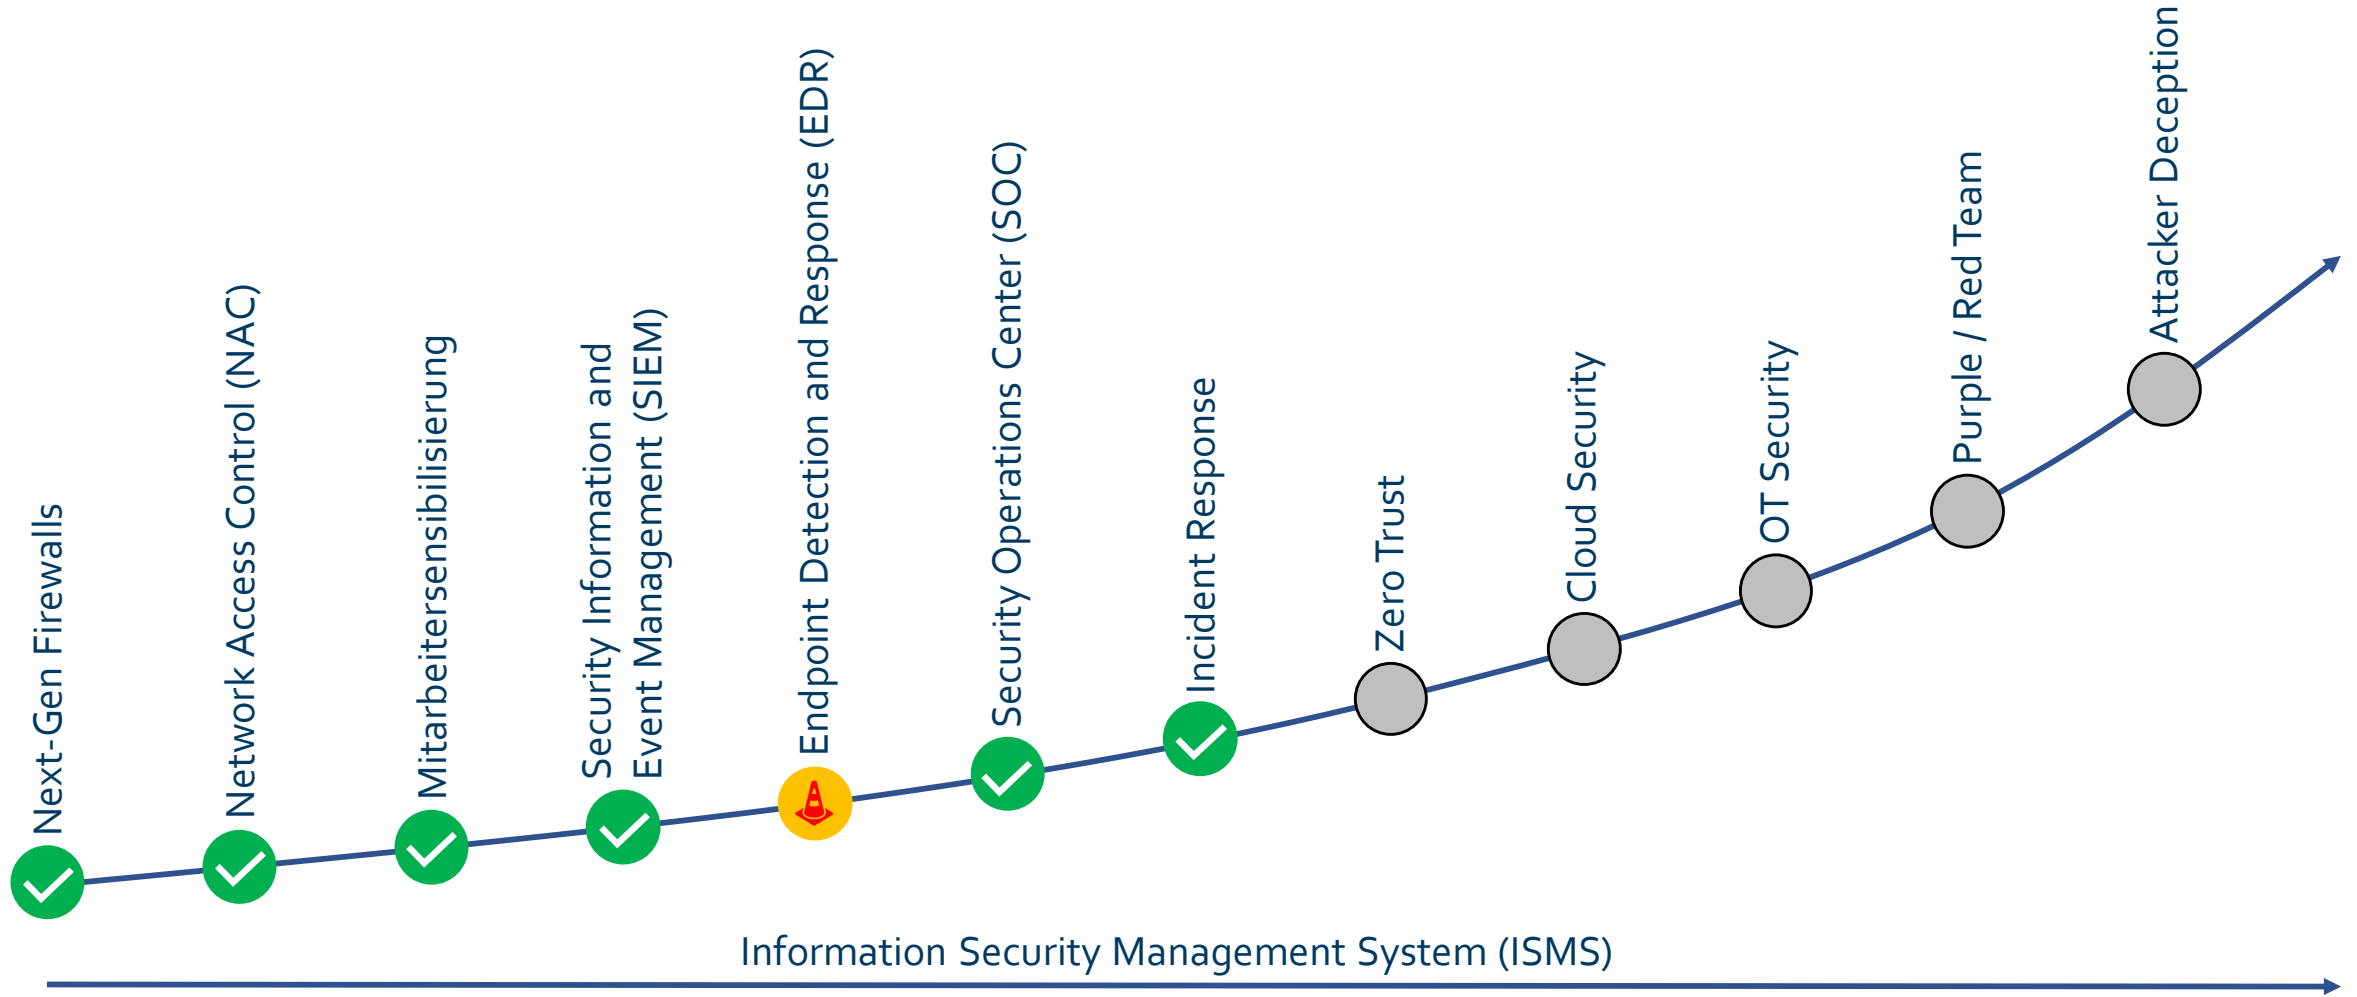 Next-Gen Firewalls
Network Access Control (NAC)
Mitarbeitersensibilisierung
Security Information and
Event Management (SIEM)
Endpoint Detection and Response (EDR)
Security Operations Center (SOC)
Incident Response
Zero Trust
Cloud Security
OT Security
Purple / Red Team
Attacker Deception
Information Security Management System (ISMS)